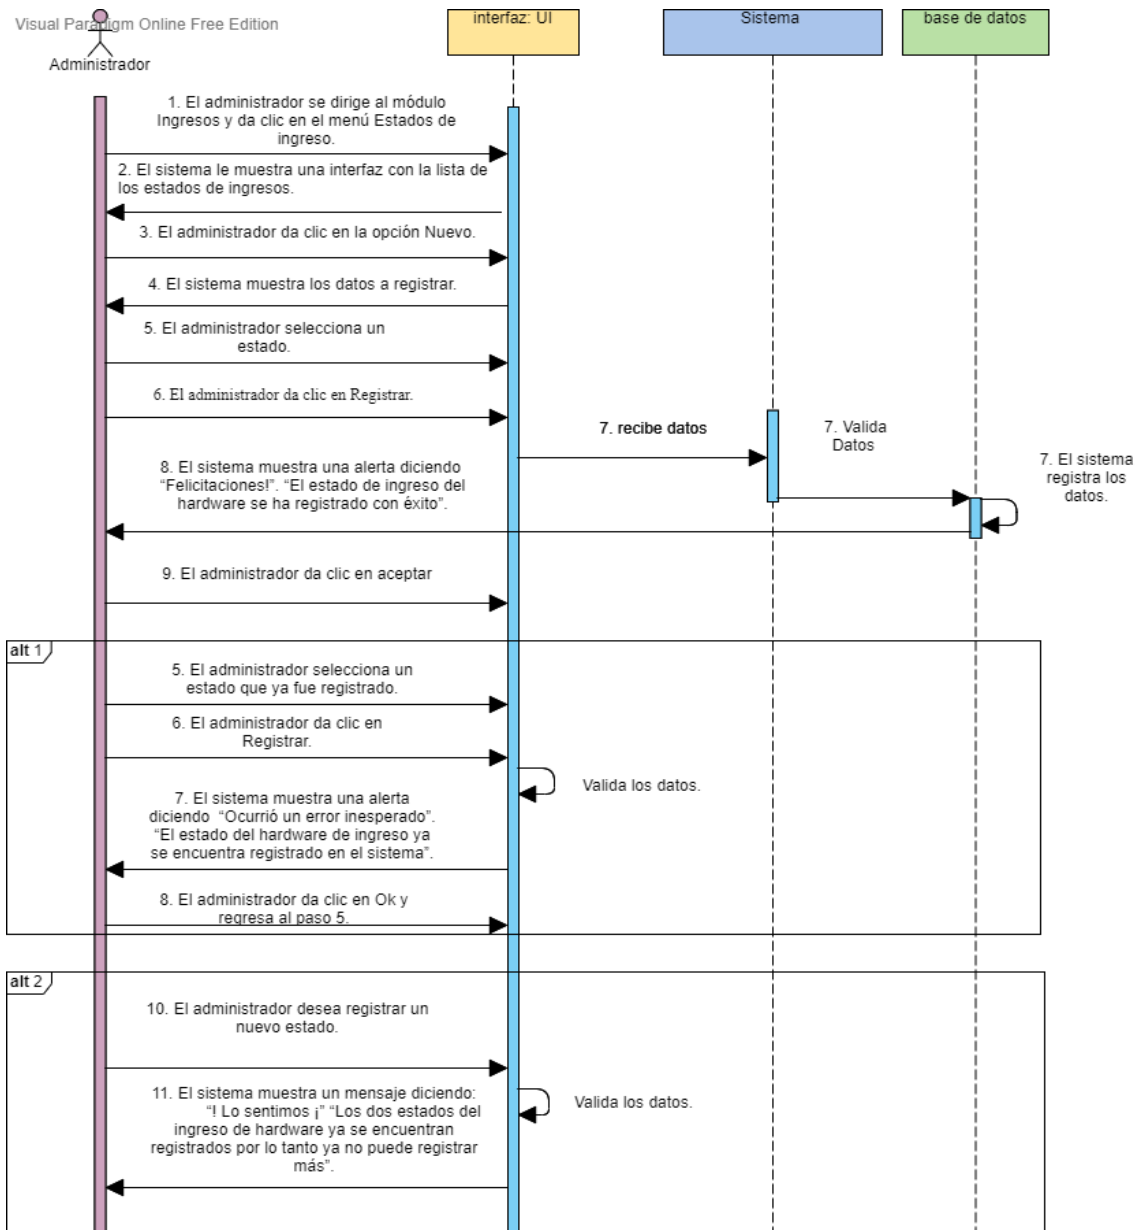 Visual Paradigm Online Free Edition
Administrador
interfaz: UI
Sistema
base de datos
1. El administrador se dirige al módulo
Ingresos y da clic en el menú Estados de
ingreso.
2. El sistema le muestra una interfaz con la lista de
los estados de ingresos.
3. El administrador da clic en la opción Nuevo.
4. El sistema muestra los datos a registrar.
5. El administrador selecciona un
estado.
6. El administrador da clic en Registrar.
7. recibe datos
7. Valida
Datos
7. El sistema
registra los
datos.
8. El sistema muestra una alerta diciendo
“Felicitaciones!”. “El estado de ingreso del
hardware se ha registrado con éxito”.
9. El administrador da clic en aceptar
alt 1
5. El administrador selecciona un
estado que ya fue registrado.
6. El administrador da clic en
Registrar.
Valida los datos.
7. El sistema muestra una alerta
diciendo “Ocurrió un error inesperado”.
“El estado del hardware de ingreso ya
se encuentra registrado en el sistema”.
8. El administrador da clic en Ok y
regresa al paso 5.
alt 2
10. El administrador desea registrar un
nuevo estado.
Valida los datos.
11. El sistema muestra un mensaje diciendo:
“! Lo sentimos ¡” “Los dos estados del
ingreso de hardware ya se encuentran
registrados por lo tanto ya no puede registrar
más”.